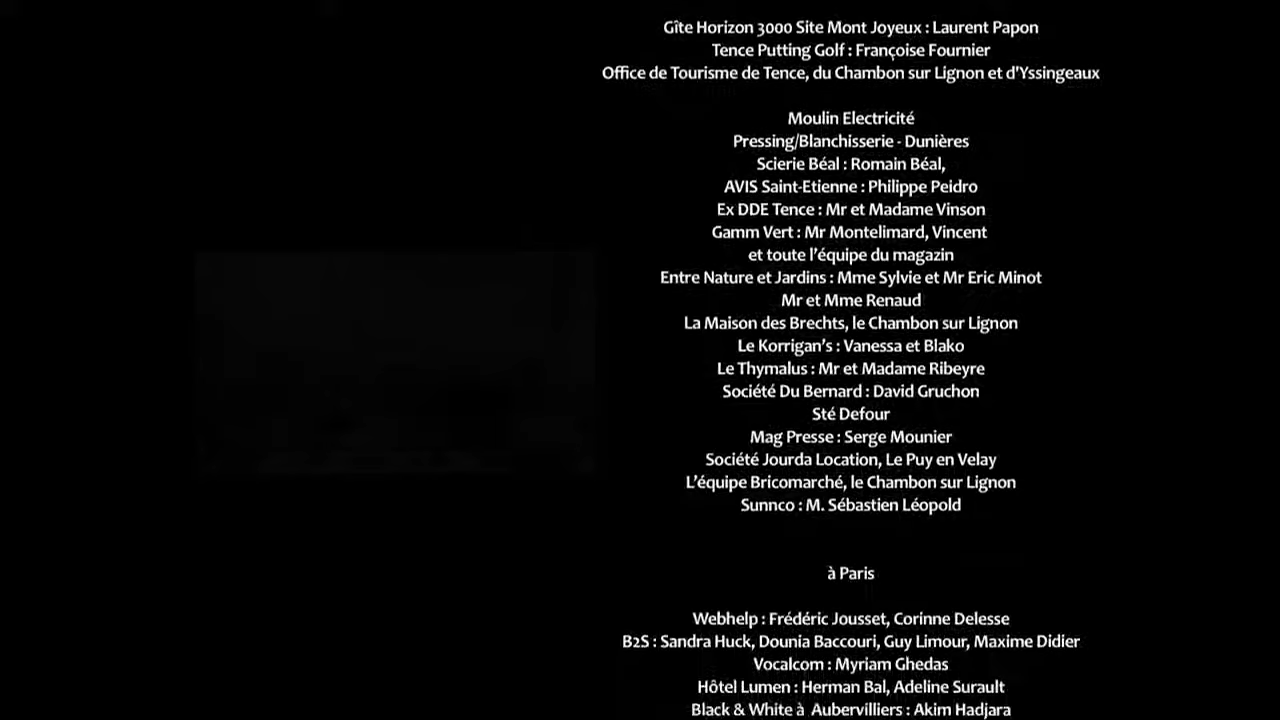 Gîte Horizon 3000 Site Mont Joyeux : Laurent Papon
Tence Putting Golf : Françoise Fournier
Office de Tourisme de Tence, du Chambon sur Lignon et d'Yssingeaux
Moulin Electricité
Pressing/Blanchisserie - Dunières
Scierie Béal : Romain Béal,
AVIS Saint-Etienne : Philippe Peidro
Ex DDE Tence : Mr et Madame Vinson
Gamm Vert : Mr Montelimard, Vincent
et toute l’équipe du magazin
Entre Nature et Jardins : Mme Sylvie et Mr Eric Minot
Mr et Mme Renaud
La Maison des Brechts, le Chambon sur Lignon
Le Korrigan’s : Vanessa et Blako
Le Thymalus : Mr et Madame Ribeyre
Société Du Bernard : David Gruchon
Sté Defour
Mag Presse : Serge Mounier
Société Jourda Location, Le Puy en Velay
L’équipe Bricomarché, le Chambon sur Lignon
Sunnco : M. Sébastien Léopold
à Paris
Webhelp : Frédéric Jousset, Corinne Delesse
B2S : Sandra Huck, Dounia Baccouri, Guy Limour, Maxime Didier
Vocalcom : Myriam Ghedas
Hôtel Lumen : Herman Bal, Adeline Surault
Black & White à Aubervilliers : Akim Hadjara